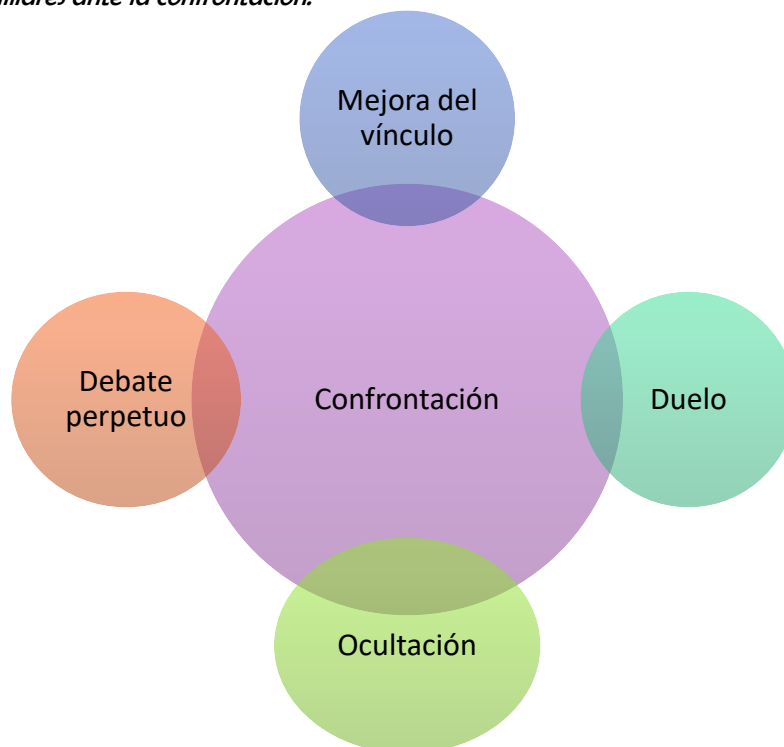 ante la confrontación.
Mejora del
vínculo
Debate
perpetuo
Confrontación
Duelo
Ocultación